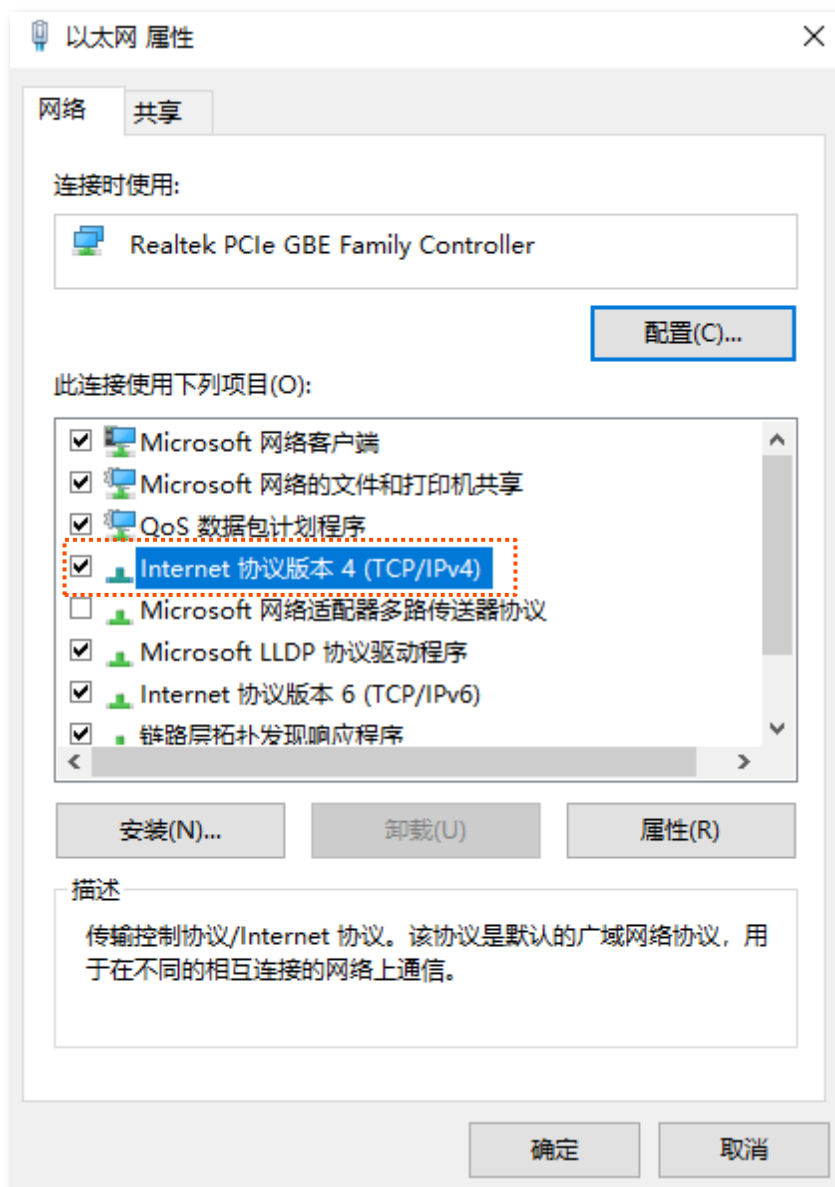 以太网 属性
网络
共享
连接时使用:
Realtek PCIe GBE Family Controller
配置(C)...
此连接使用下列项目(O):
Microsoft 网络客户端
Microsoft 网络的文件和打印机共享
QoS 数据包计划程序
Internet 协议版本 4 (TCP/IPv4)
Microsoft 网络适配器多路传送器协议
Microsoft LLDP 协议驱动程序
Internet 协议版本 6 (TCP/IPv6)
链路层拓扑发现响应程序
安装(N)...
卸载(U)
属性(R)
描述
传输控制协议/Internet 协议。该协议是默认的广域网络协议，用
于在不同的相互连接的网络上通信。
确定
取消